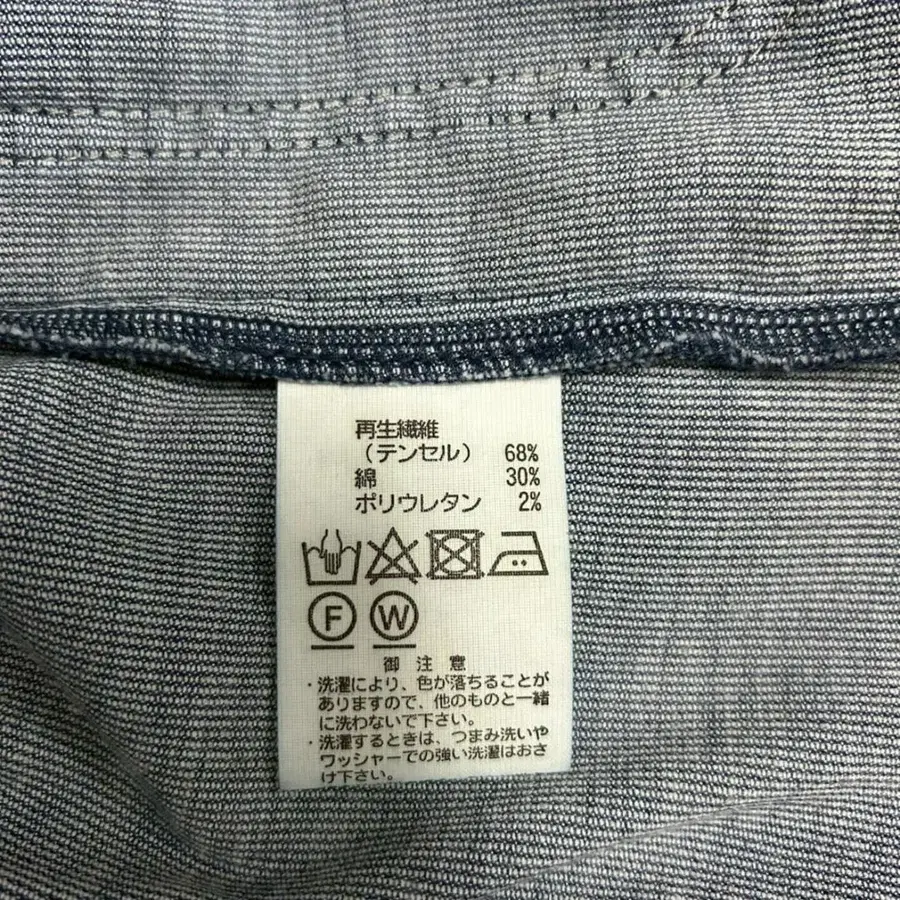 再生繊維
（テンセル） 68%
綿 30%
ポリウレタン 2%
F W
御注意
・洗濯により、色が落ちることが
ありますので、他のものと一緒
に洗わないで下さい。
・洗濯するときは、つまみ洗いや
ワッシャーでの強い洗濯はおさ
け下さい。